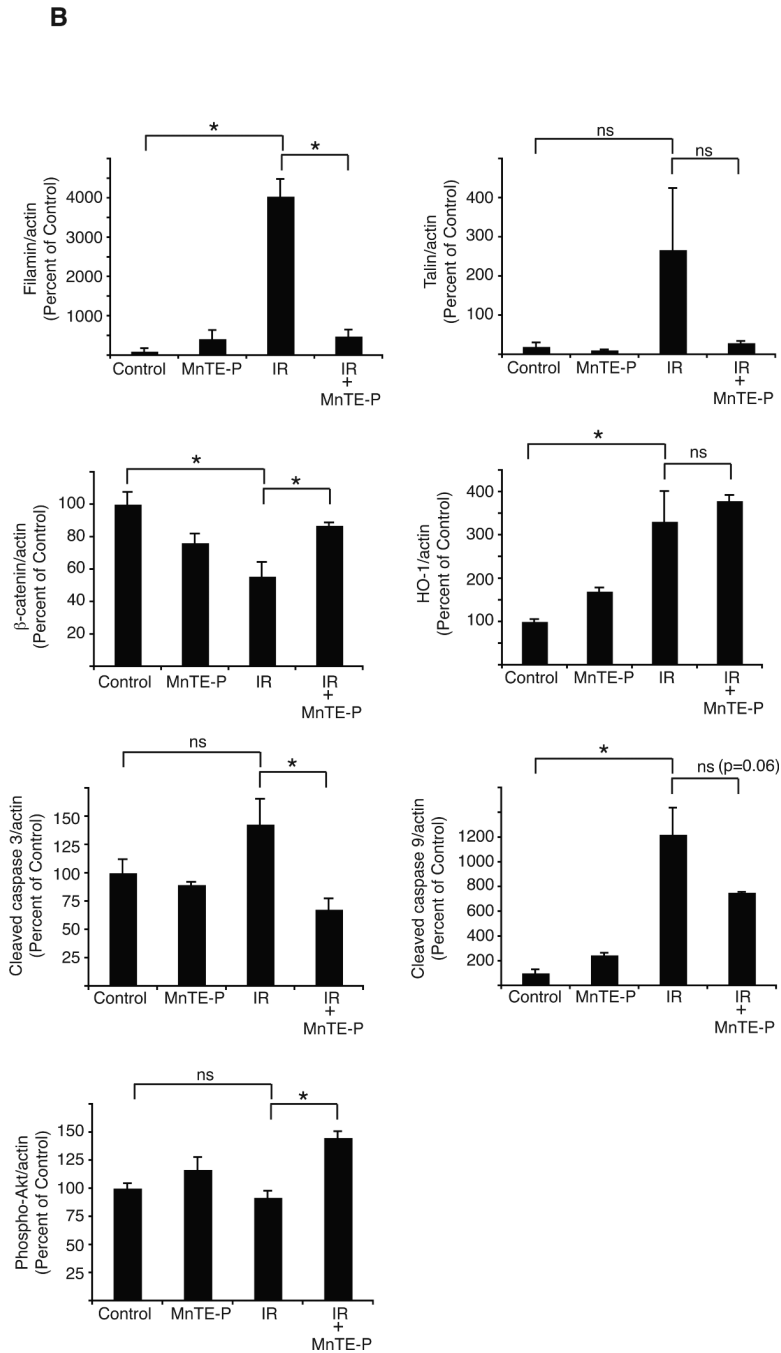 B
*
*
Filamin/actin
(Percent of Control)
4000
3000
2000
1000
Control
MnTE-P
IR
IR
+
MnTE-P
ns
ns
Talin/actin
(Percent of Control)
400
300
200
100
Control
MnTE-P
IR
IR
+
MnTE-P
*
*
β-catenin/actin
(Percent of Control)
100
80
60
40
20
Control
MnTE-P
IR
IR
+
MnTE-P
*
ns
HO-1/actin
(Percent of Control)
400
300
200
100
Control
MnTE-P
IR
IR
+
MnTE-P
ns
*
Cleaved caspase 3/actin
(Percent of Control)
150
125
100
75
50
25
Control
MnTE-P
IR
IR
+
MnTE-P
*
ns (p=0.06)
Cleaved caspase 9/actin
(Percent of Control)
1200
1000
800
600
400
200
Control
MnTE-P
IR
IR
+
MnTE-P
ns
*
Phospho-Akt/actin
(Percent of Control)
150
125
100
75
50
25
Control
MnTE-P
IR
IR
+
MnTE-P